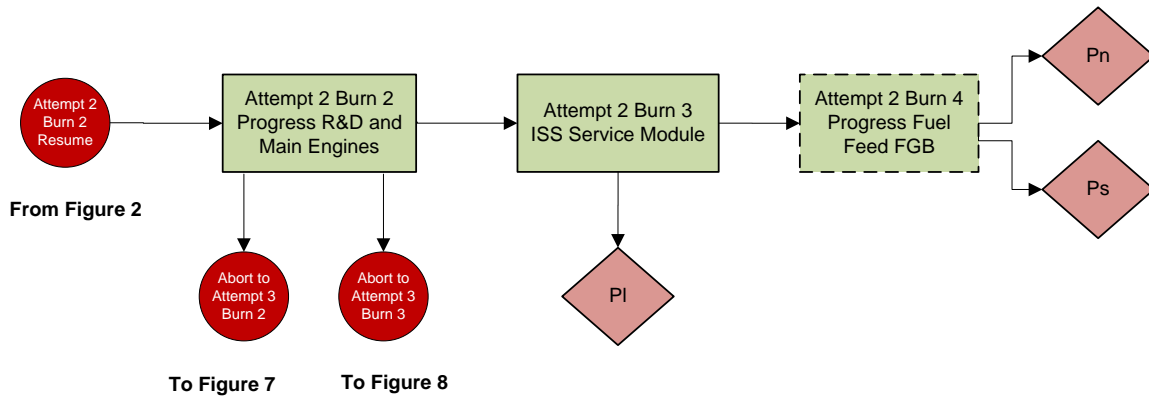 Attempt 2
Burn 2
Resume
From Figure 2
Attempt 2 Burn 2
Progress R&D and
Main Engines
Attempt 2 Burn 3
ISS Service Module
Attempt 2 Burn 4
Progress Fuel
Feed FGB
Pn
Ps
Abort to
Attempt 3
Burn 2
To Figure 7
Abort to
Attempt 3
Burn 3
To Figure 8
Pl